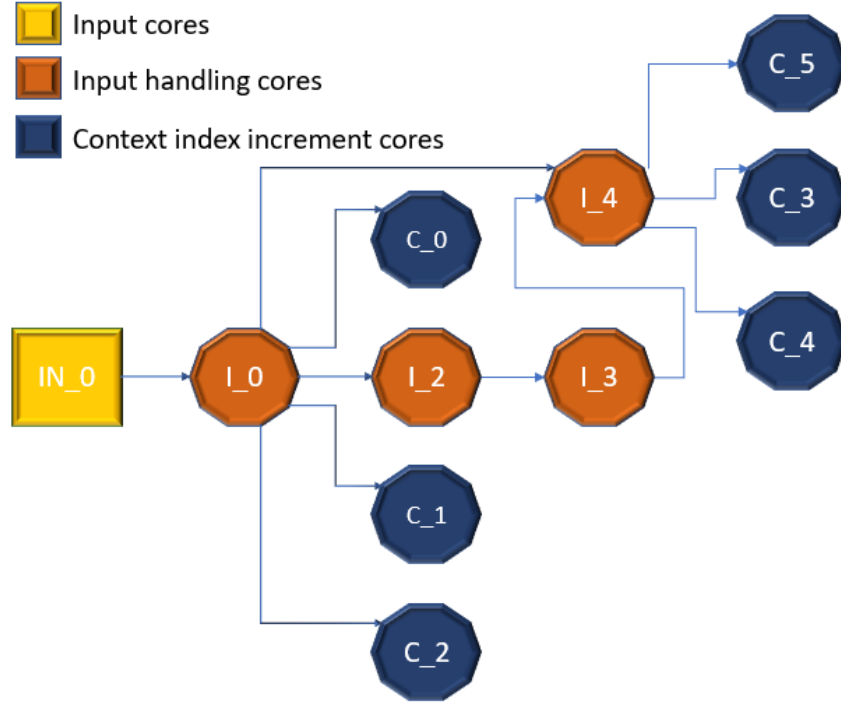 Input cores
Input handling cores
Context index increment cores
C_5
I_4
C_3
C_0
C_4
IN_0
I_0
I_2
I_3
C_1
C_2